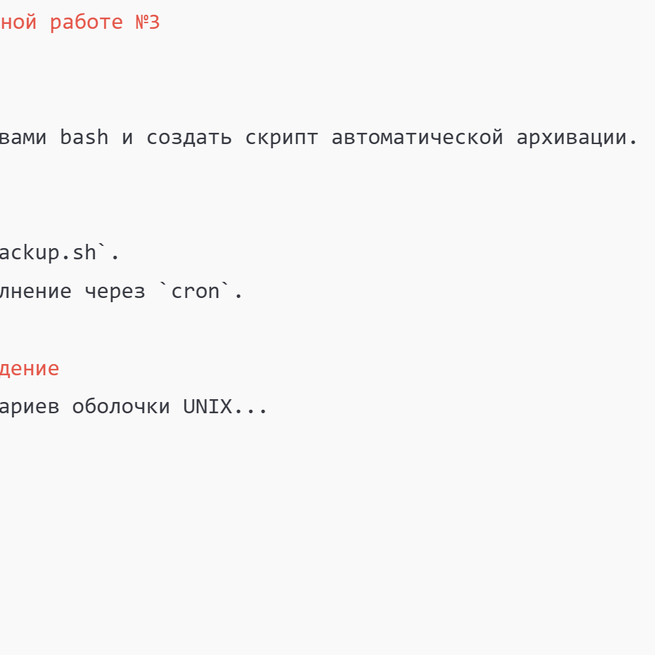 ной работе №3
вами bash и создать скрипт автоматической архивации.
ackup.sh`.
лнение через `cron`.
дение
ариев оболочки UNIX...